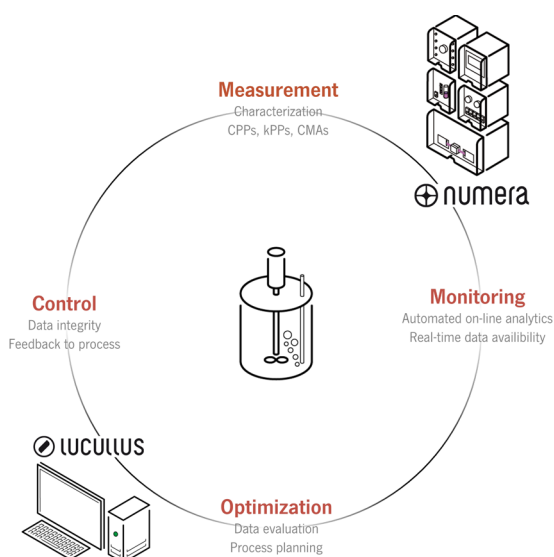 Measurement
Characterization
CPPs, kPPs, CMAs
numera
Monitoring
Automated on-line analytics
Real-time data availibility
Control
Data integrity
Feedback to process
LUCULLUS
Optimization
Data evaluation
Process planning